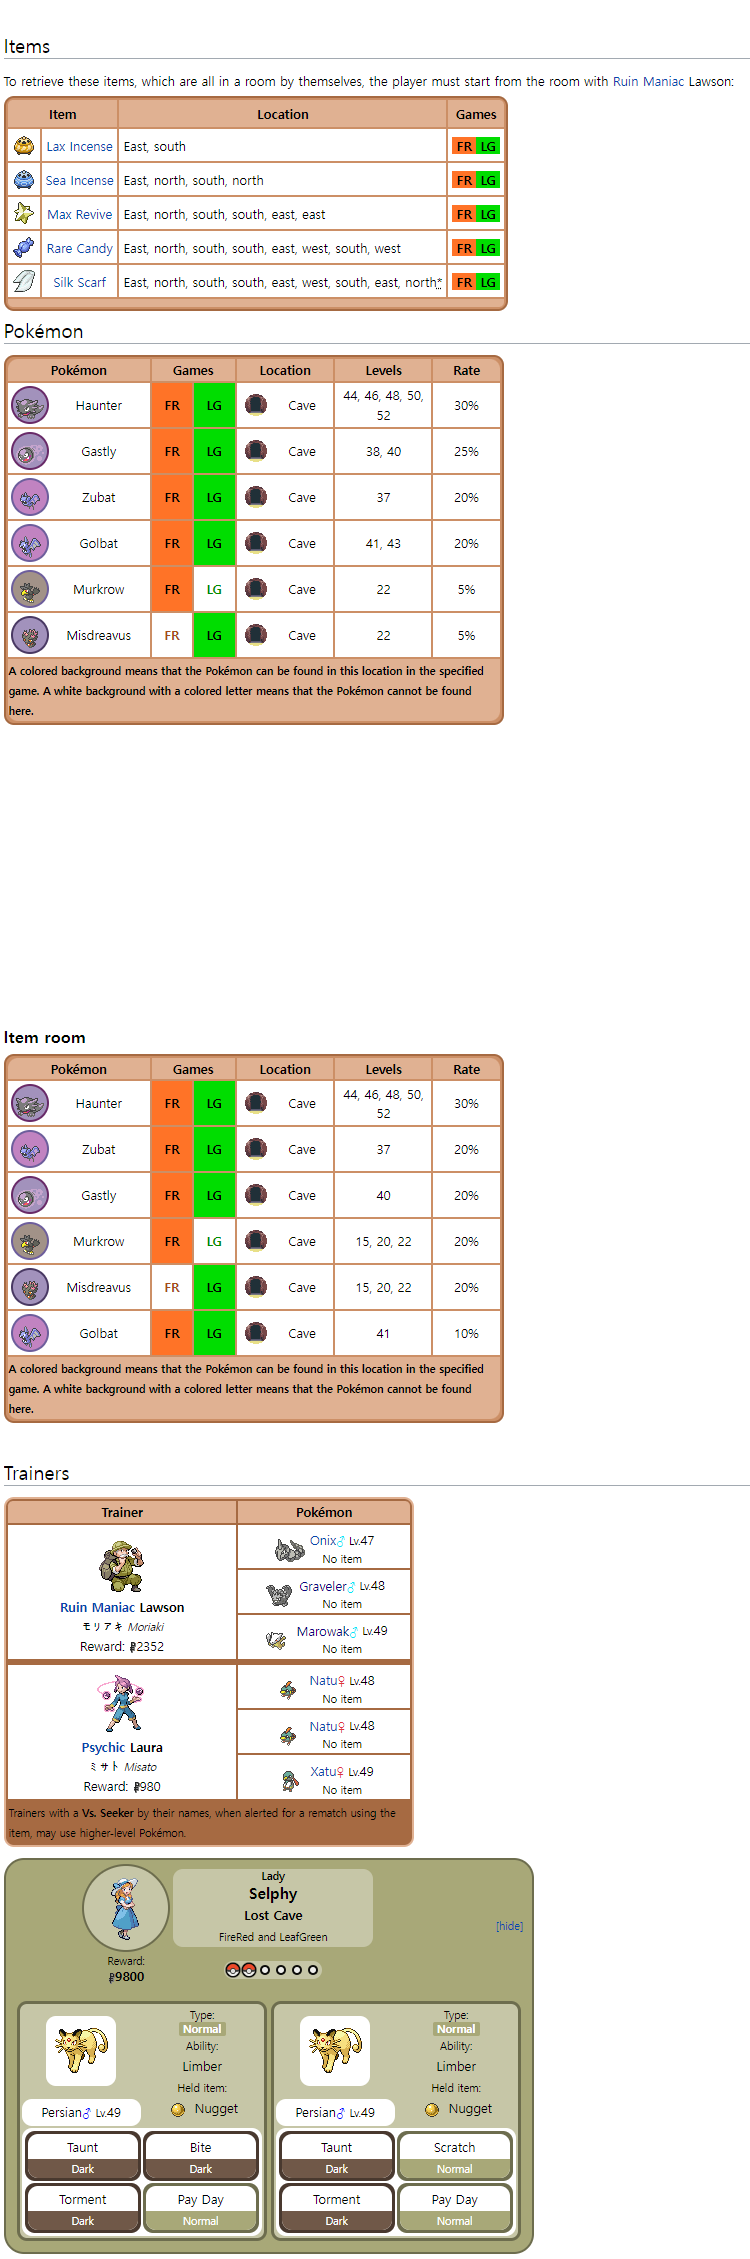 Items
To retrieve these items, which are all in a room by themselves, the player must start from the room with Ruin Maniac Lawson:
Item Location Games
Lax Incense East, south FR LG
Sea Incense East, north, south, north FR LG
Max Revive East, north, south, south, east, east FR LG
Rare Candy East, north, south, south, east, west, south, west FR LG
Silk Scarf East, north, south, south, east, west, south, east, north* FR LG
Pokémon
Pokémon Games Location Levels Rate
Haunter FR LG Cave 44, 46, 48, 50, 52 30%
Gastly FR LG Cave 38, 40 25%
Zubat FR LG Cave 37 20%
Golbat FR LG Cave 41, 43 20%
Murkrow FR LG Cave 22 5%
Misdreavus FR LG Cave 22 5%
A colored background means that the Pokémon can be found in this location in the specified
game. A white background with a colored letter means that the Pokémon cannot be found
here.
Item room
Pokémon Games Location Levels Rate
Haunter FR LG Cave 44, 46, 48, 50, 52 30%
Zubat FR LG Cave 37 20%
Gastly FR LG Cave 40 20%
Murkrow FR LG Cave 15, 20, 22 20%
Misdreavus FR LG Cave 15, 20, 22 20%
Golbat FR LG Cave 41 10%
A colored background means that the Pokémon can be found in this location in the specified
game. A white background with a colored letter means that the Pokémon cannot be found
here.
Trainers
Trainer Pokémon
Ruin Maniac Lawson
モリアキ Moriaki
Reward: 2352
Onix♂ Lv.47
No item
Graveler♂ Lv.48
No item
Marowak♂ Lv.49
No item
Psychic Laura
ミサト Misato
Reward: 980
Natu♀ Lv.48
No item
Natu♀ Lv.48
No item
Xatu♀ Lv.49
No item
Trainers with a Vs. Seeker by their names, when alerted for a rematch using the
item, may use higher-level Pokémon.
Lady
Selphy
Lost Cave
FireRed and LeafGreen
[hide]
Reward:
9800
Type:
Normal
Ability:
Limber
Held item:
Nugget
Persian♂ Lv.49
Taunt Bite
Dark Dark
Torment Pay Day
Dark Normal
Type:
Normal
Ability:
Limber
Held item:
Nugget
Persian♂ Lv.49
Taunt Scratch
Dark Normal
Torment Pay Day
Dark Normal